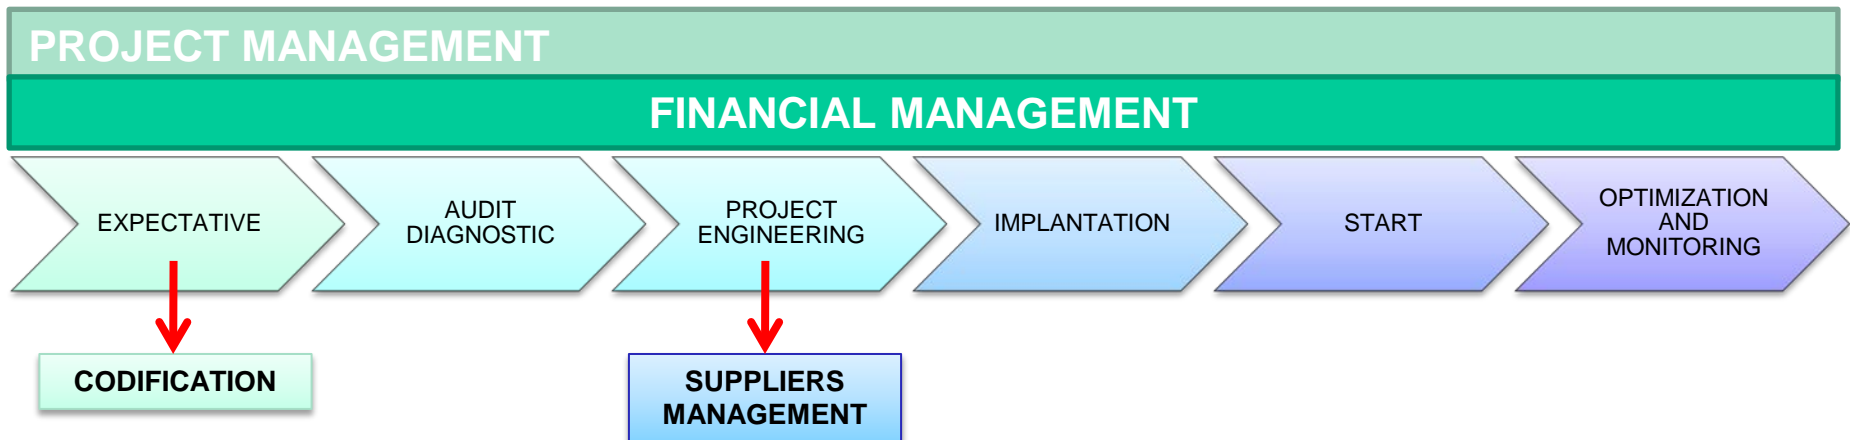 PROJECT MANAGEMENT
FINANCIAL MANAGEMENT
EXPECTATIVE
AUDIT
DIAGNOSTIC
PROJECT
ENGINEERING
IMPLANTATION
START
OPTIMIZATION
AND
MONITORING
CODIFICATION
SUPPLIERS
MANAGEMENT